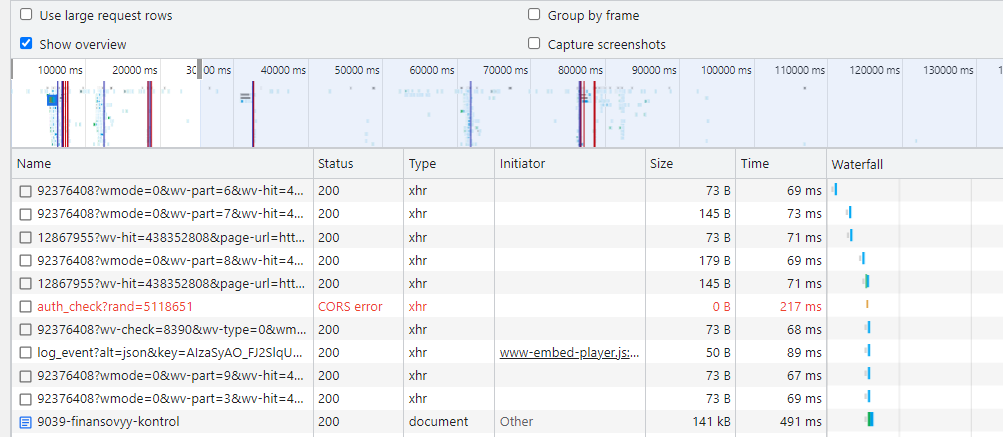 Use large request rows Group by frame
Show overview Capture screenshots
10000 ms 20000 ms 00 ms 40000 ms 50000 ms 60000 ms 70000 ms 80000 ms 90000 ms 100000 ms 110000 ms 120000 ms 130000 ms
Name Status Type Initiator Size Time Waterfall
92376408?wmode=0&wv-part=6&wv-hit=4... 200 xhr 73 B 69 ms
92376408?wmode=0&wv-part=7&wv-hit=4... 200 xhr 145 B 73 ms
12867955?wv-hit=438352808&page-url=htt... 200 xhr 73 B 71 ms
92376408?wmode=0&wv-part=8&wv-hit=4... 200 xhr 179 B 69 ms
12867955?wv-hit=438352808&page-url=htt... 200 xhr 145 B 71 ms
auth_check?rand=5118651 CORS error xhr 0 B 217 ms
92376408?wv-check=8390&wv-type=0&wm... 200 xhr 73 B 68 ms
log_event?alt=json&key=AIzaSyAO_FJ2SlqU... 200 xhr www-embed-player.js:... 50 B 89 ms
92376408?wmode=0&wv-part=9&wv-hit=4... 200 xhr 73 B 67 ms
92376408?wmode=0&wv-part=3&wv-hit=4... 200 xhr 73 B 69 ms
9039-finansovyy-kontrol 200 document Other 141 kB 491 ms